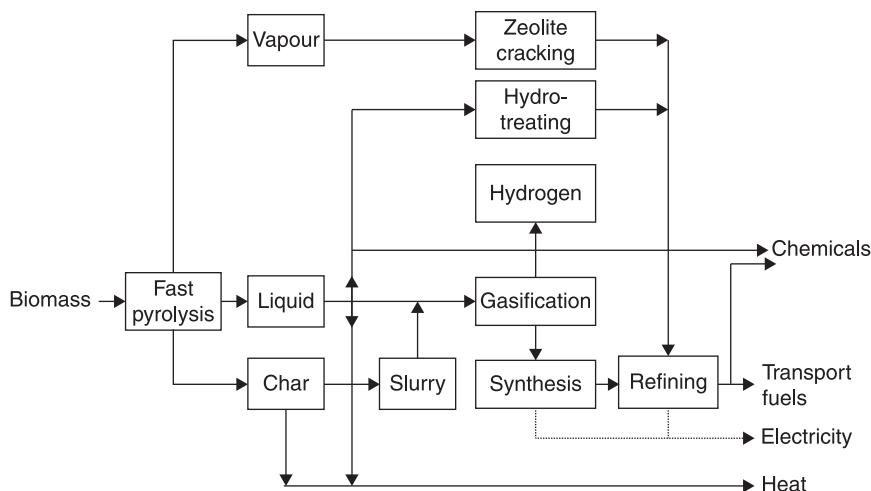 Vapour
Zeolite
cracking
Hydro-
treating
Hydrogen
Chemicals
Biomass
Fast
pyrolysis
Liquid
Gasification
Char
Slurry
Synthesis
Refining
Transport
fuels
Electricity
Heat